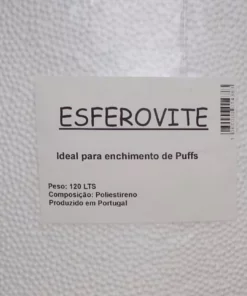 ESFEROVITE
Ideal para enchimento de Puffs
Peso: 120 LTS
Composição: Poliestireno
Produzido em Portugal